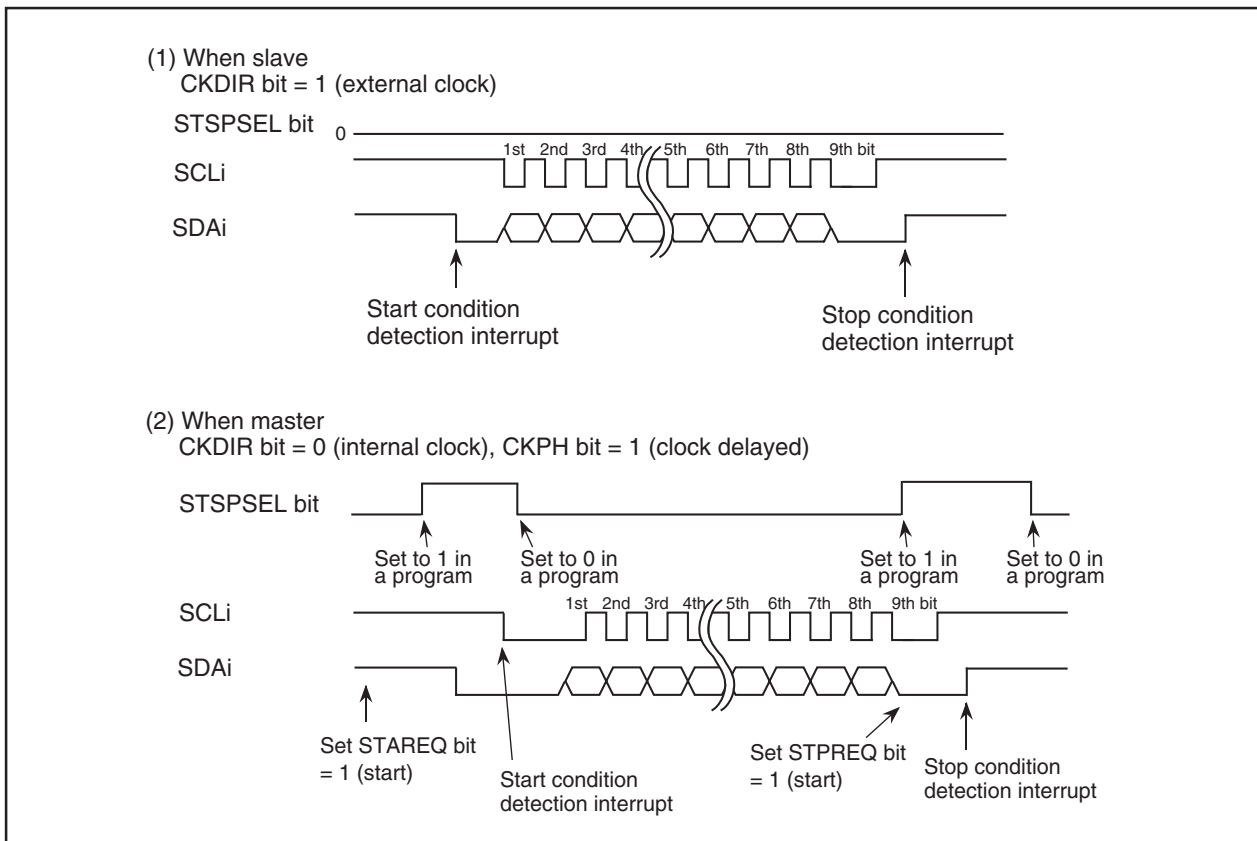 (1) When slave
CKDIR bit = 1 (external clock)
STSPSEL bit
0
1st 2nd 3rd 4th 5th 6th 7th 8th 9th bit
SCLi
SDAi
Start condition
detection interrupt
Stop condition
detection interrupt
(2) When master
CKDIR bit = 0 (internal clock), CKPH bit = 1 (clock delayed)
STSPSEL bit
Set to 1 in
a program
Set to 0 in
a program
Set to 1 in
a program
Set to 0 in
a program
1st 2nd 3rd 4th 5th 6th 7th 8th 9th bit
SCLi
SDAi
Set STAREQ bit
= 1 (start)
Start condition
detection interrupt
Set STPREQ bit
= 1 (start)
Stop condition
detection interrupt